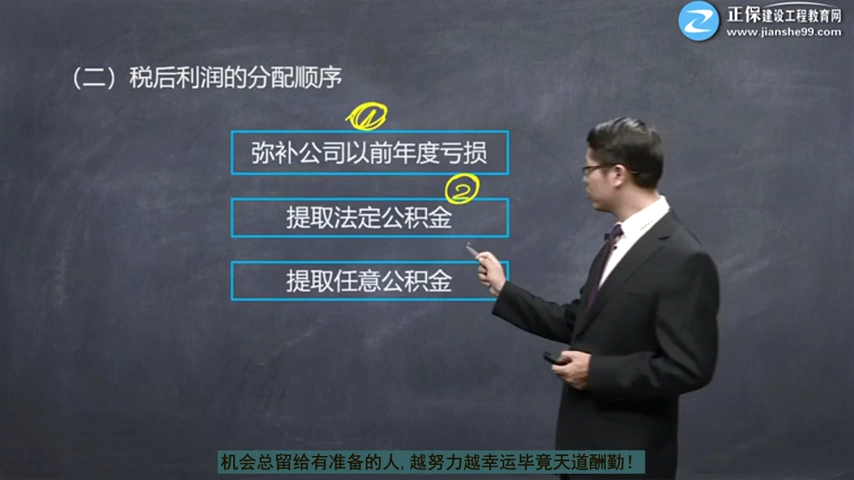 正保建设工程教育网
www.jianshe99.com
（二）税后利润的分配顺序
①
弥补公司以前年度亏损
②
提取法定公积金
提取任意公积金
机会总留给有准备的人,越努力越幸运毕竟天道酬勤!